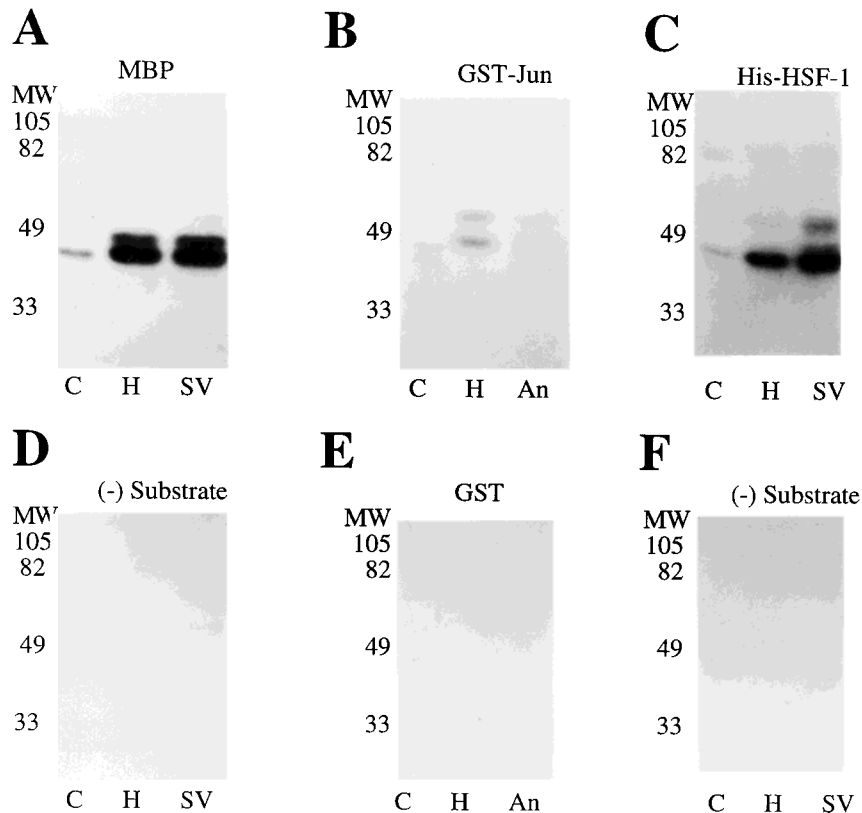 A
MBP
MW
105
82
49
33
C H SV
B
GST-Jun
MW
105
82
49
33
C H An
C
His-HSF-1
MW
105
82
49
33
C H SV
D
(-) Substrate
MW
105
82
49
33
C H SV
E
GST
MW
105
82
49
33
C H An
F
(-) Substrate
MW
105
82
49
33
C H SV